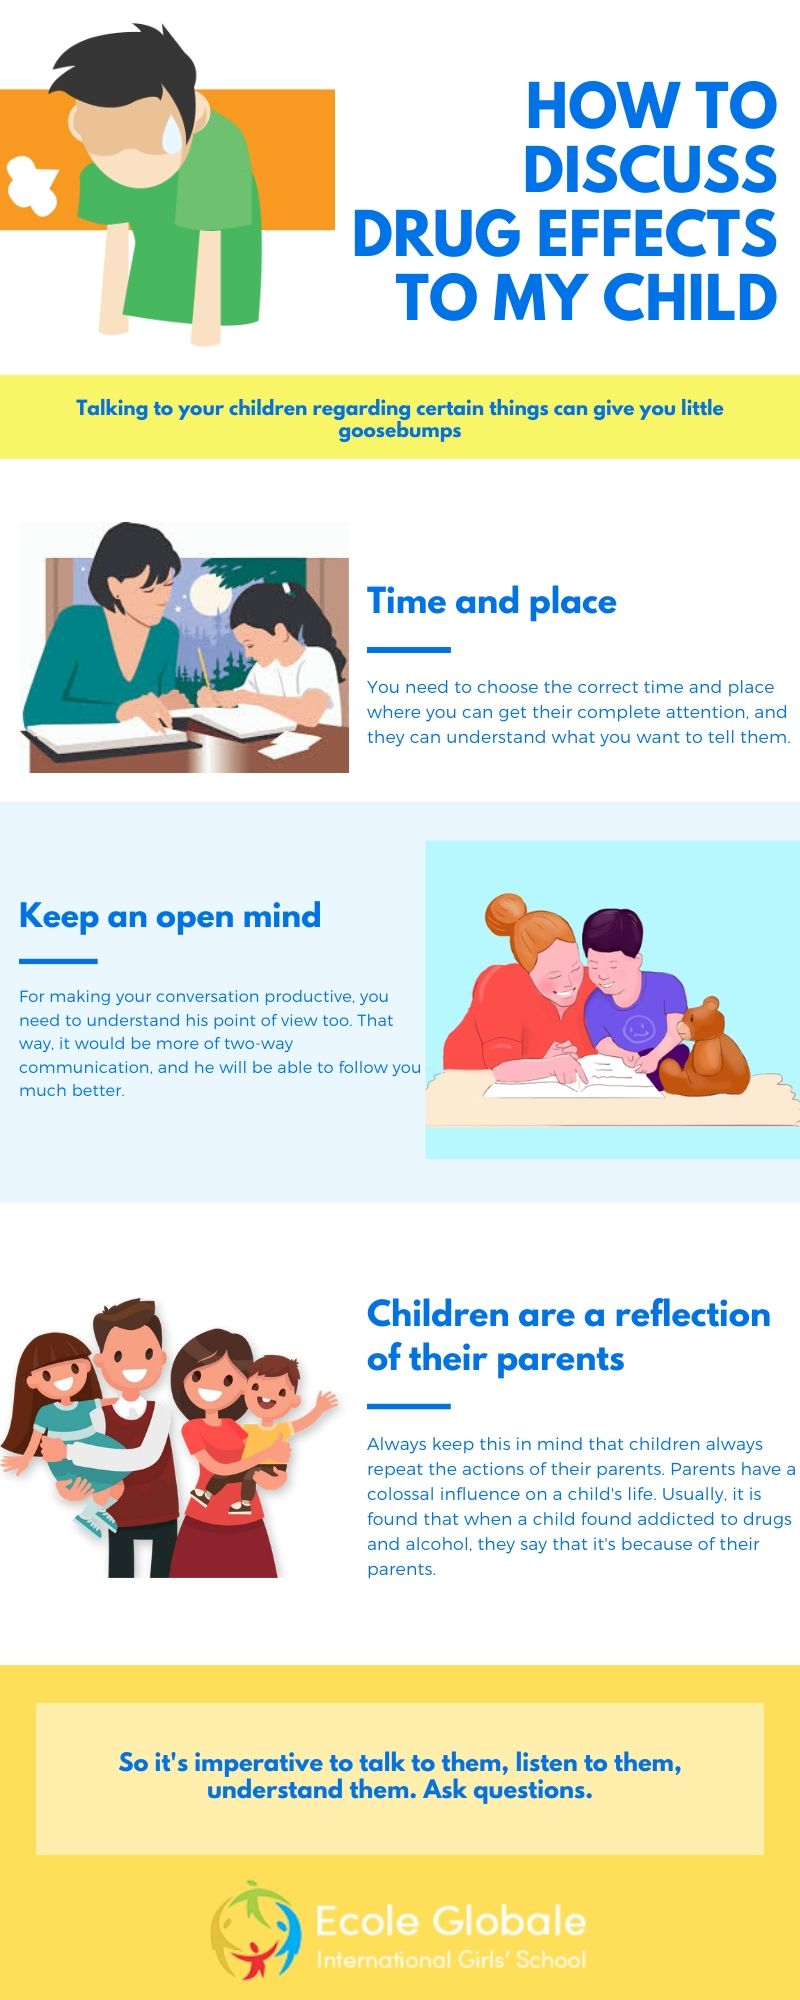 HOW TO
DISCUSS
DRUG EFFECTS
TO MY CHILD
Talking to your children regarding certain things can give you little
goosebumps
Time and place
You need to choose the correct time and place
where you can get their complete attention, and
they can understand what you want to tell them.
Keep an open mind
For making your conversation productive, you
need to understand his point of view too. That
way, it would be more of two-way
communication, and he will be able to follow you
much better.
Children are a reflection
of their parents
Always keep this in mind that children always
repeat the actions of their parents. Parents have a
colossal influence on a child's life. Usually, it is
found that when a child found addicted to drugs
and alcohol, they say that it's because of their
parents.
So it's imperative to talk to them, listen to them,
understand them. Ask questions.
Ecole Globale
International Girls' School